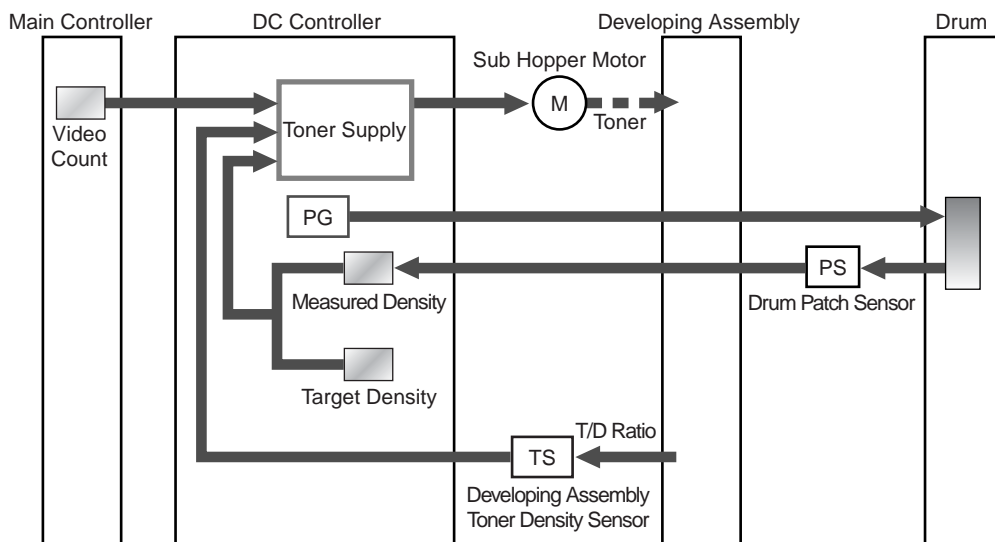 Main Controller
DC Controller
Developing Assembly
Drum
Sub Hopper Motor
Video
Count
Toner Supply
M
Toner
PG
Measured Density
PS
Drum Patch Sensor
Target Density
T/D Ratio
TS
Developing Assembly
Toner Density Sensor